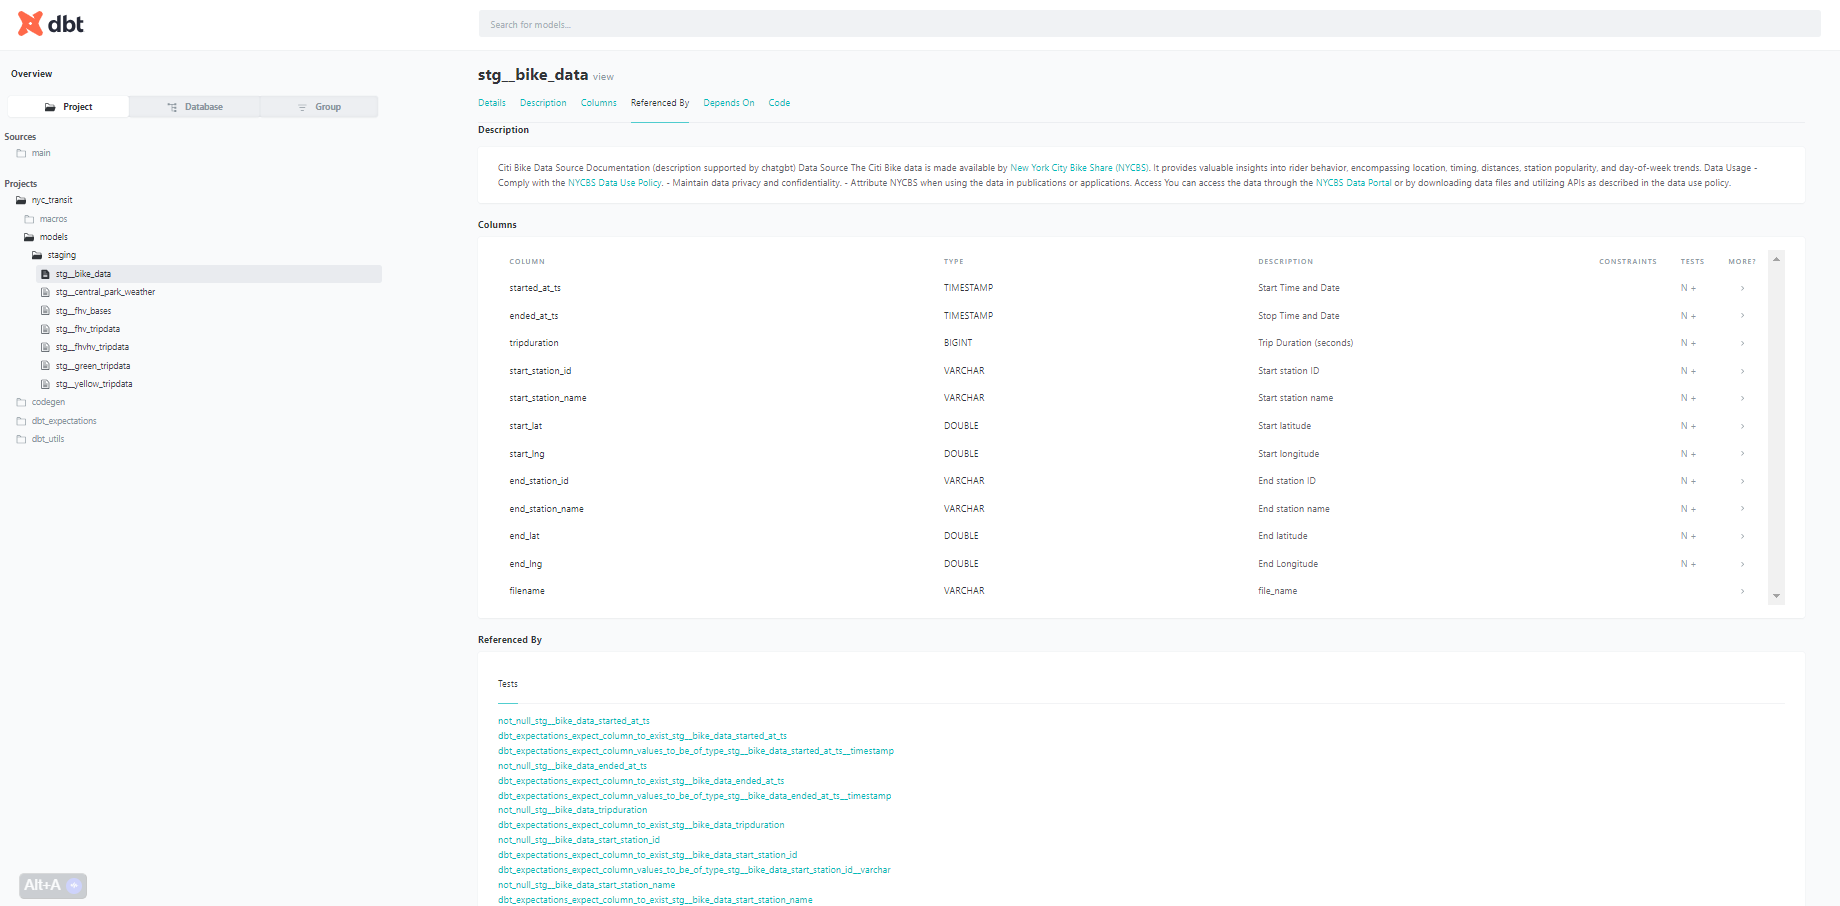 dbt
Search for models...
Overview
Project Database Group
Sources
main
Projects
nyc_transit
macros
models
staging
stg__bike_data
stg__central_park_weather
stg__fhv_bases
stg__fhv_tripdata
stg__fhvhv_tripdata
stg__green_tripdata
stg__yellow_tripdata
codegen
dbt_expectations
dbt_utils
Alt+A
stg__bike_data view
Details Description Columns Referenced By Depends On Code
Description
Citi Bike Data Source Documentation (description supported by chatgbt) Data Source The Citi Bike data is made available by New York City Bike Share (NYCBS). It provides valuable insights into rider behavior, encompassing location, timing, distances, station popularity, and day-of-week trends. Data Usage -
Comply with the NYCBS Data Use Policy. - Maintain data privacy and confidentiality. - Attribute NYCBS when using the data in publications or applications. Access You can access the data through the NYCBS Data Portal or by downloading data files and utilizing APIs as described in the data use policy.
Columns
COLUMN TYPE DESCRIPTION CONSTRAINTS TESTS MORE?
started_at_ts TIMESTAMP Start Time and Date N +
ended_at_ts TIMESTAMP Stop Time and Date N +
tripduration BIGINT Trip Duration (seconds) N +
start_station_id VARCHAR Start station ID N +
start_station_name VARCHAR Start station name N +
start_lat DOUBLE Start latitude N +
start_lng DOUBLE Start longitude N +
end_station_id VARCHAR End station ID N +
end_station_name VARCHAR End station name N +
end_lat DOUBLE End latitude N +
end_lng DOUBLE End Longitude N +
filename VARCHAR file_name
Referenced By
Tests
not_null_stg__bike_data_started_at_ts
dbt_expectations_expect_column_to_exist_stg__bike_data_started_at_ts
dbt_expectations_expect_column_values_to_be_of_type_stg__bike_data_started_at_ts__timestamp
not_null_stg__bike_data_ended_at_ts
dbt_expectations_expect_column_to_exist_stg__bike_data_ended_at_ts
dbt_expectations_expect_column_values_to_be_of_type_stg__bike_data_ended_at_ts__timestamp
not_null_stg__bike_data_tripduration
dbt_expectations_expect_column_to_exist_stg__bike_data_tripduration
not_null_stg__bike_data_start_station_id
dbt_expectations_expect_column_to_exist_stg__bike_data_start_station_id
dbt_expectations_expect_column_values_to_be_of_type_stg__bike_data_start_station_id__varchar
not_null_stg__bike_data_start_station_name
dbt_expectations_expect_column_to_exist_stg__bike_data_start_station_name